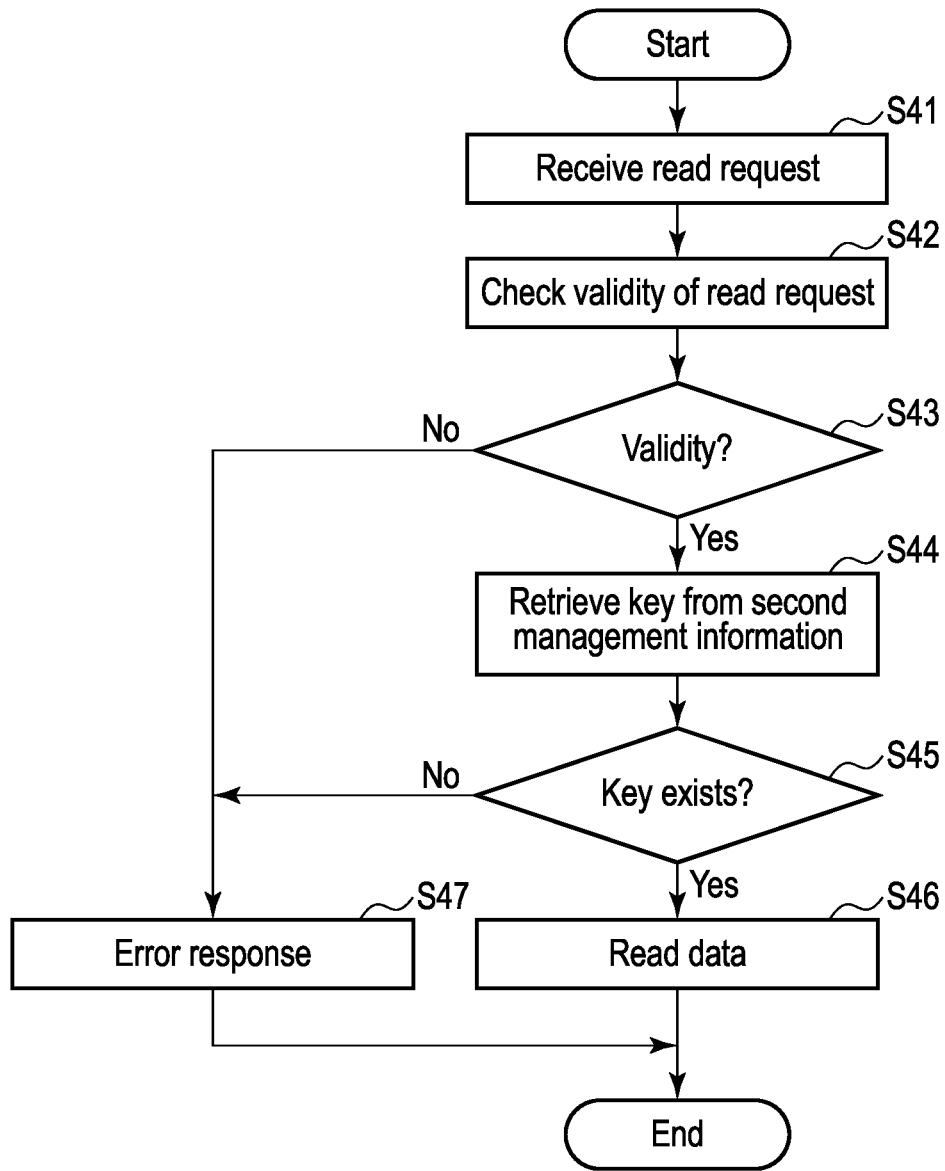 Start
S41
Receive read request
S42
Check validity of read request
S43
No
Validity?
Yes
S44
Retrieve key from second
management information
S45
No
Key exists?
Yes
S47
S46
Error response
Read data
End